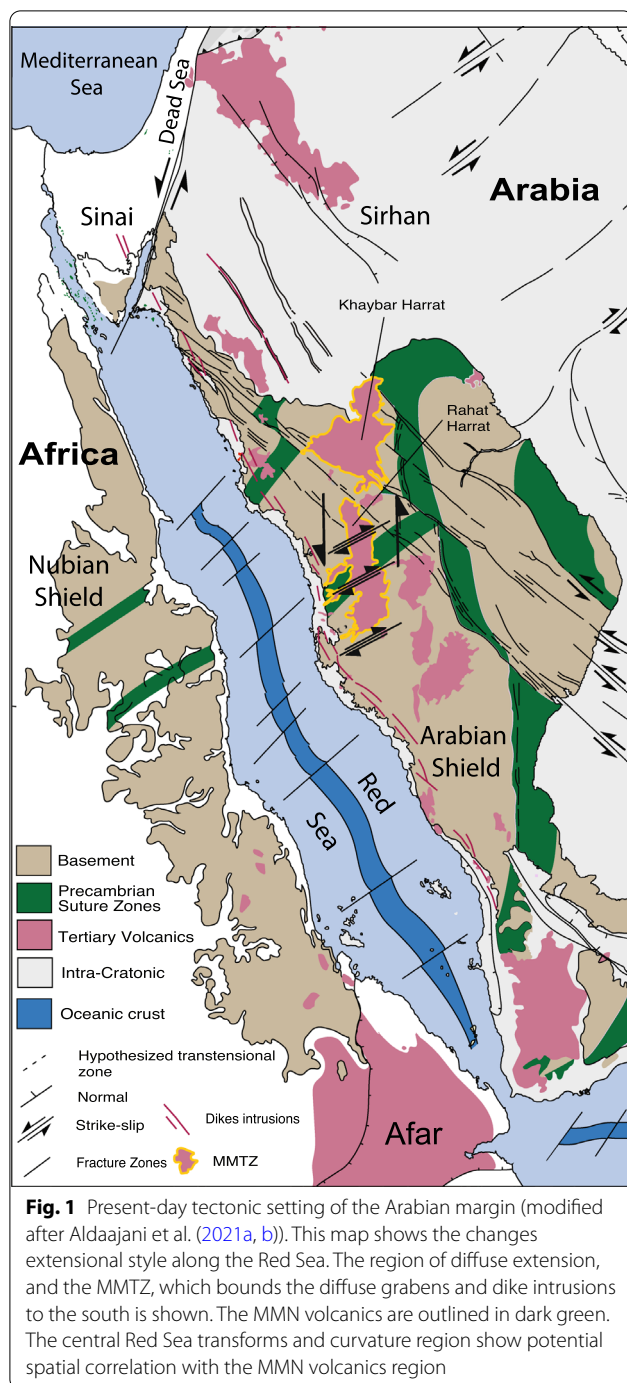 Mediterranean
Sea
Dead Sea
Arabia
Sinai
Sirhan
Khaybar Harrat
Rahat
Harrat
Africa
Nubian
Shield
Arabian
Shield
Red
Sea
Basement
Precambrian
Suture Zones
Tertiary Volcanics
Intra-Cratonic
Oceanic crust
Hypothesized transtensional
zone
Normal
Strike-slip
Dikes intrusions
Fracture Zones
MMTZ
Afar
Fig. 1 Present-day tectonic setting of the Arabian margin (modified
after Aldaajani et al. (2021a, b)). This map shows the changes
extensional style along the Red Sea. The region of diffuse extension,
and the MMTZ, which bounds the diffuse grabens and dike intrusions
to the south is shown. The MMN volcanics are outlined in dark green.
The central Red Sea transforms and curvature region show potential
spatial correlation with the MMN volcanics region